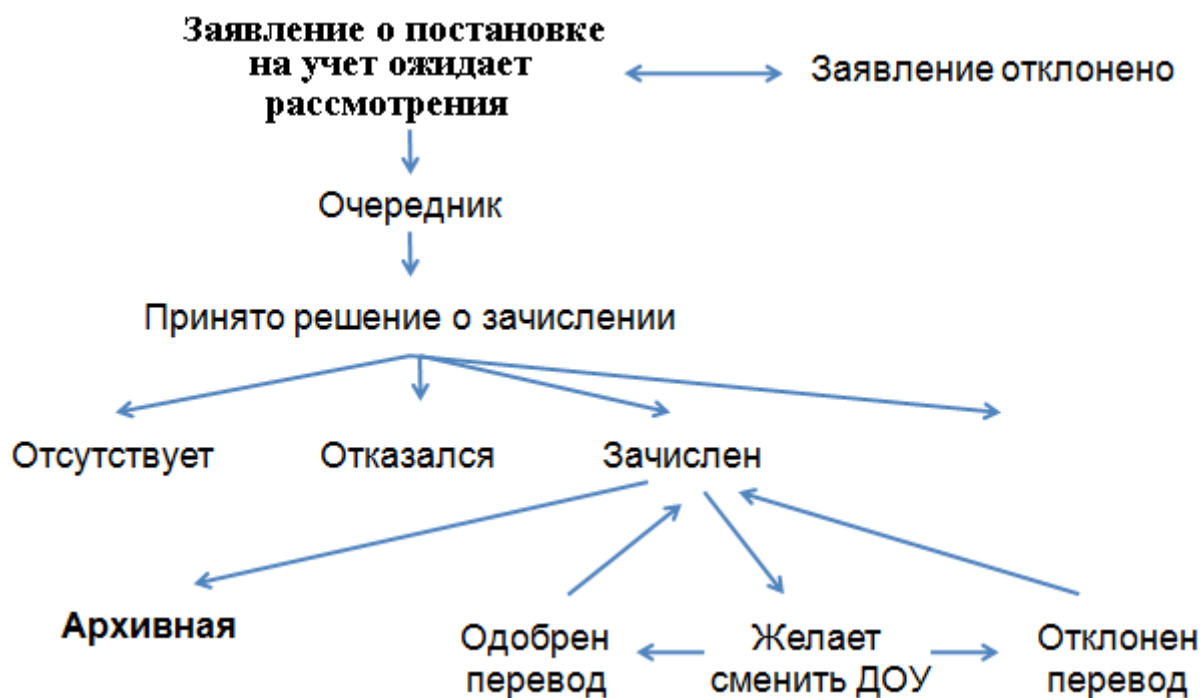 Заявление о постановке
на учет ожидает
рассмотрения
Заявление отклонено
Очередник
Принято решение о зачислении
Отсутствует
Отказался
Зачислен
Архивная
Одобрен
перевод
Желает
сменить ДОУ
Отклонен
перевод